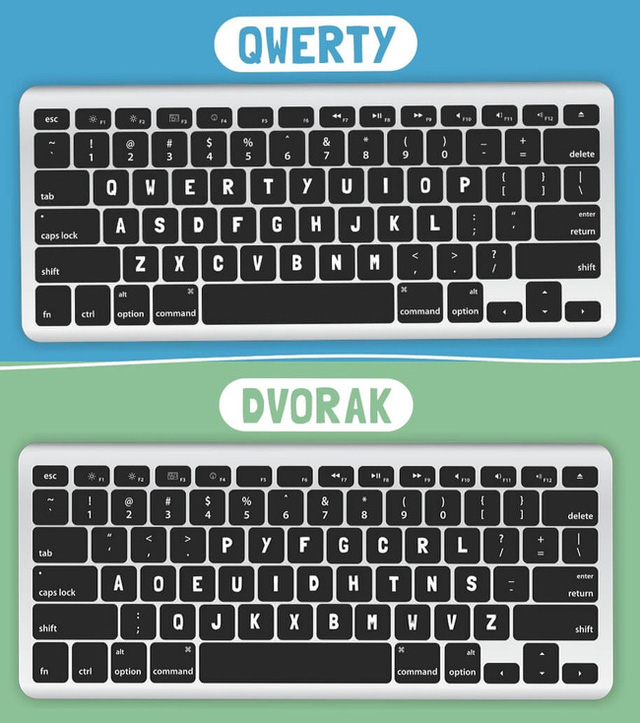 QWERTY
esc F1 F2 F3 F4 F5 F6 F7 F8 F9 F10 F11 F12
~ ! @ # $ % ^ & * ( ) - +
` 1 2 3 4 5 6 7 8 9 0 - = delete
tab Q W E R T Y U I O P { [ } ] | \
caps lock A S D F G H J K L : ; " ' enter return
shift Z X C V B N M < , > . ? / shift
fn ctrl alt option ⌘ command ⌘ command alt option
DVORAK
esc F1 F2 F3 F4 F5 F6 F7 F8 F9 F10 F11 F12
~ ! @ # $ % ^ & * ( ) { }
` 1 2 3 4 5 6 7 8 9 0 [ ] delete
tab " ' < , > . P Y F G C R L ? / + = | \
caps lock A O E U I D H T N S - - enter return
shift : ; Q J K X B M W V Z shift
fn ctrl alt option ⌘ command ⌘ command alt option